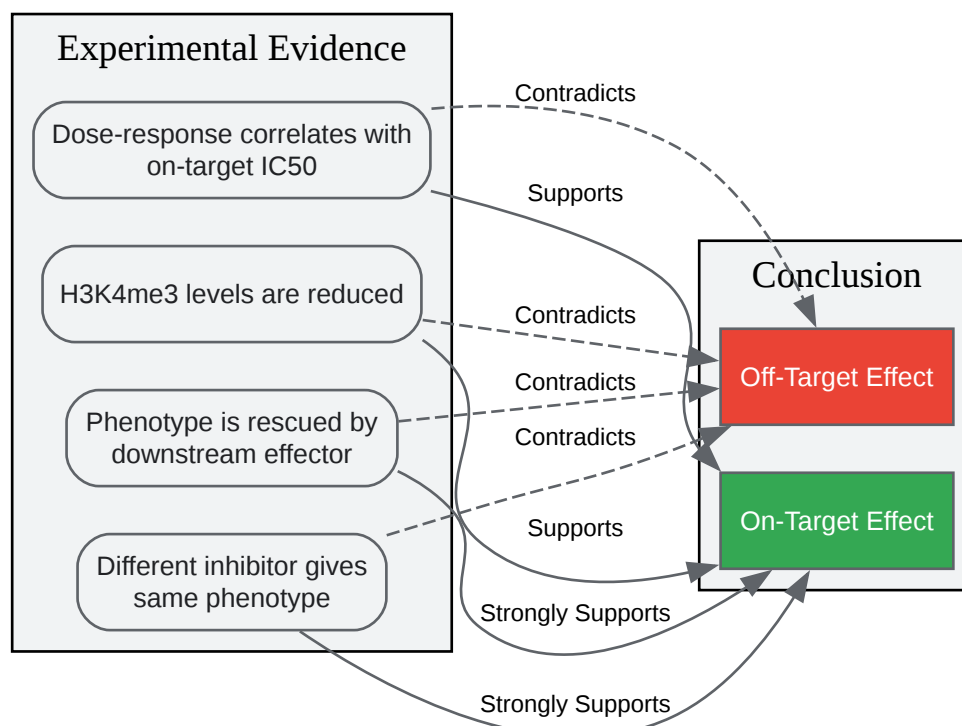 Experimental Evidence
Dose-response correlates with
on-target IC50
H3K4me3 levels are reduced
Phenotype is rescued by
downstream effector
Different inhibitor gives
same phenotype
Contradicts
Supports
Contradicts
Contradicts
Contradicts
Supports
Strongly Supports
Strongly Supports
Conclusion
Off-Target Effect
On-Target Effect